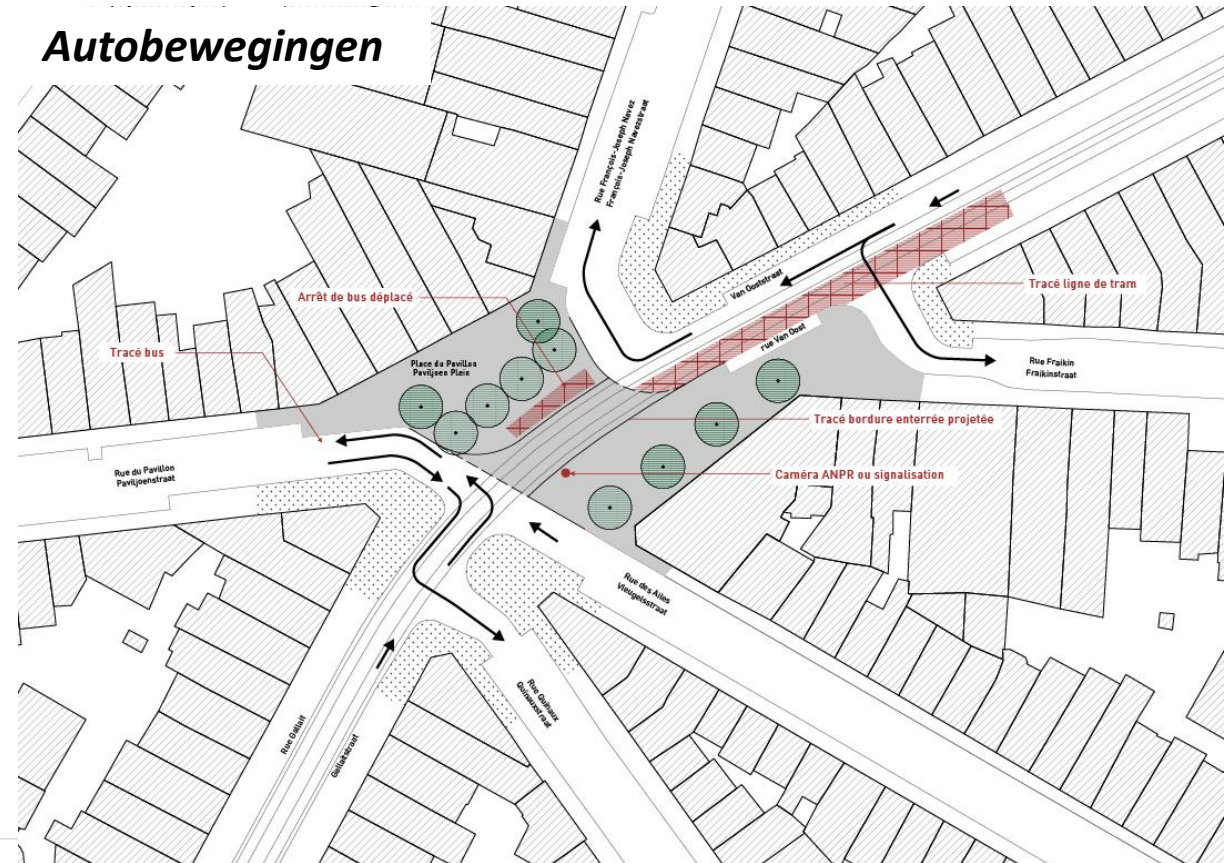 Autobewegingen
Rue François-Joseph Navez
François-Joseph Navezstraat
Arrêt de bus déplacé
Van Ooststraat
Tracé ligne de tram
rue Van Oost
Tracé bus
Place du Pavillon
Paviljoen Plein
Rue Fraikin
Fraikinstraat
Tracé bordure enterrée projetée
Rue du Pavillon
Paviljoenstraat
Caméra ANPR ou signalisation
Rue des Ailes
Vleugelsstraat
Rue Quinaux
Quinauxstraat
Rue Gallait
Gallaitstraat